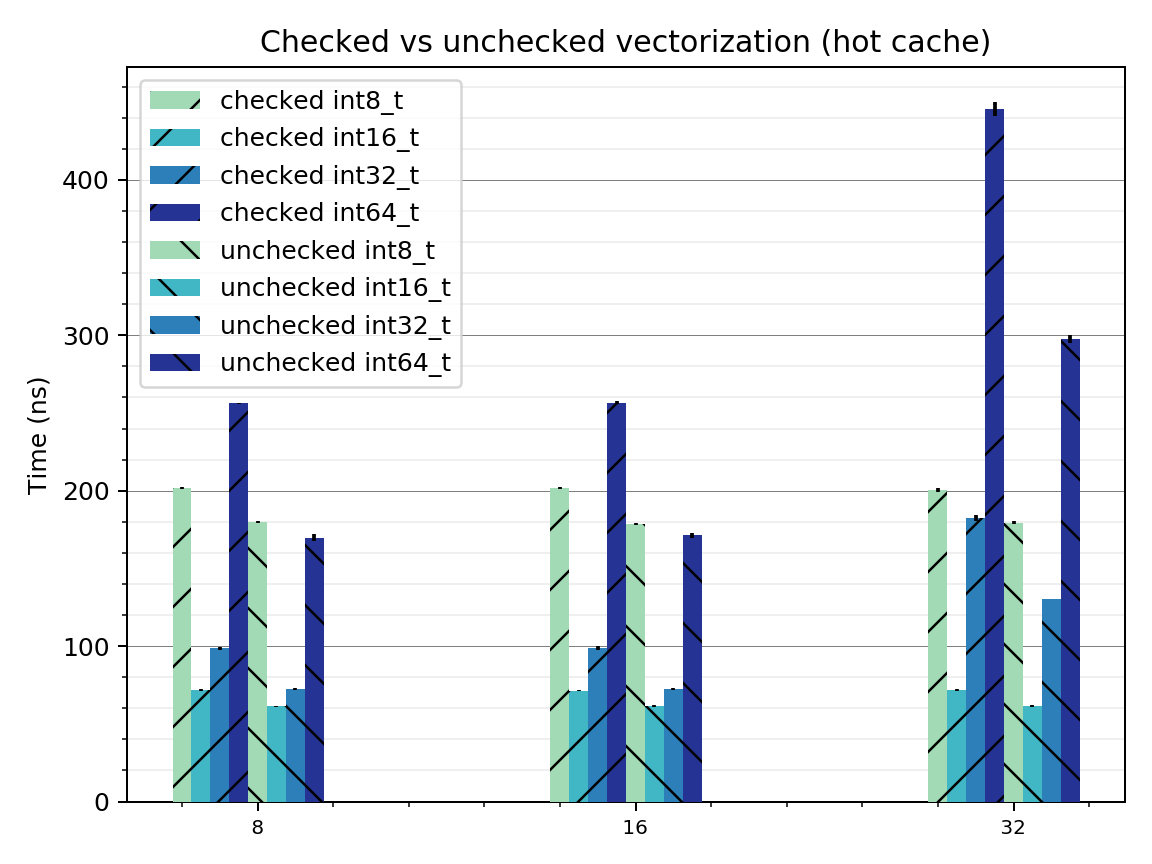 Checked vs unchecked vectorization (hot cache)
checked int8_t
checked int16_t
checked int32_t
checked int64_t
unchecked int8_t
unchecked int16_t
unchecked int32_t
unchecked int64_t
Time (ns)
400
300
200
100
0
8
16
32